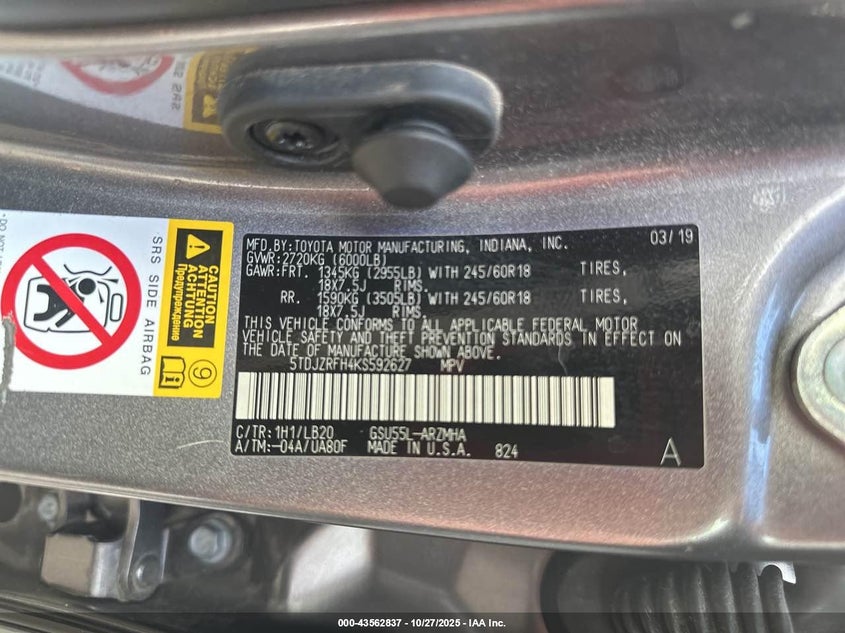 SRS SIDE AIRBAG
CAUTION
ATTENTION
ACHTUNG
Предупреждение
9
MFD.BY:TOYOTA MOTOR MANUFACTURING, INDIANA, INC. 03/19
GVWR:2720KG (6000LB)
GAWR:FRT. 1345KG (2955LB) WITH 245/60R18 TIRES,
18X7.5J RIMS.
RR. 1590KG (3505LB) WITH 245/60R18 TIRES,
18X7.5J RIMS.
THIS VEHICLE CONFORMS TO ALL APPLICABLE FEDERAL MOTOR
VEHICLE SAFETY AND THEFT PREVENTION STANDARDS IN EFFECT ON
THE DATE OF MANUFACTURE SHOWN ABOVE.
5TDJZRFH4KS592627 MPV
C/TR:1H1/LB20 GSU55L-ARZMHA
A/TM:-04A/UA80F MADE IN U.S.A. 824
A
000-43562837 - 10/27/2025 - IAA Inc.